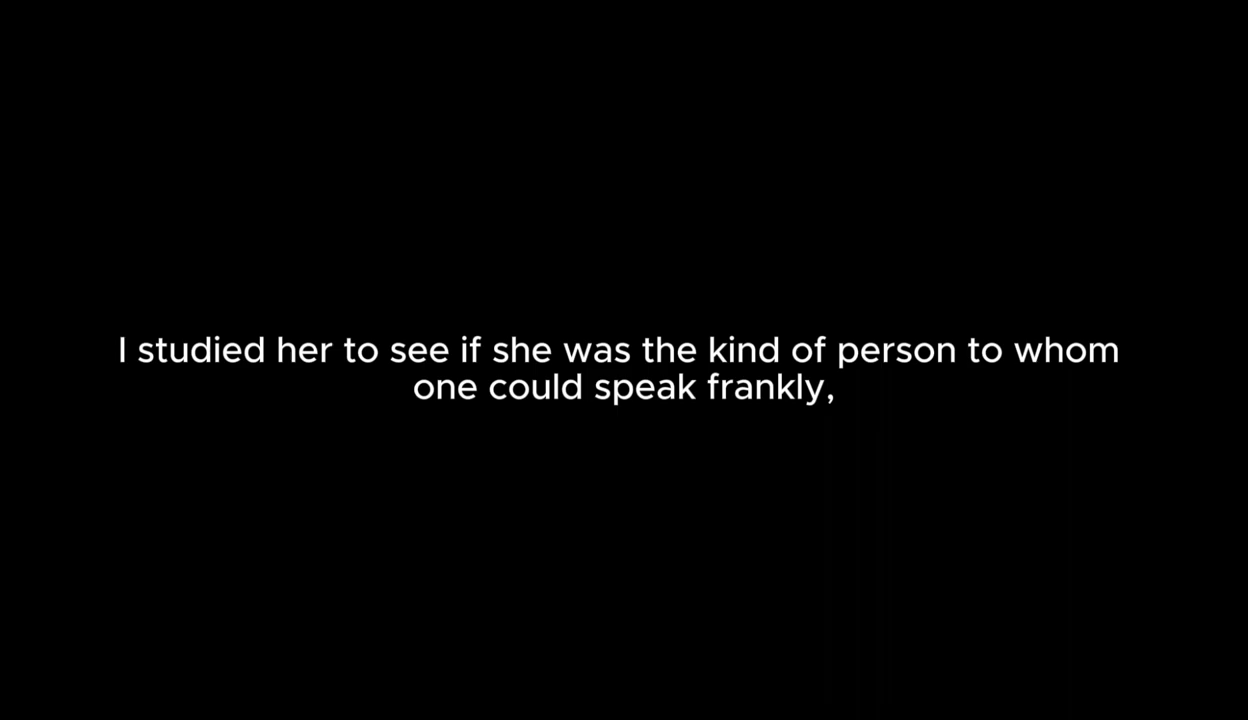 I studied her to see if she was the kind of person to whom
one could speak frankly,